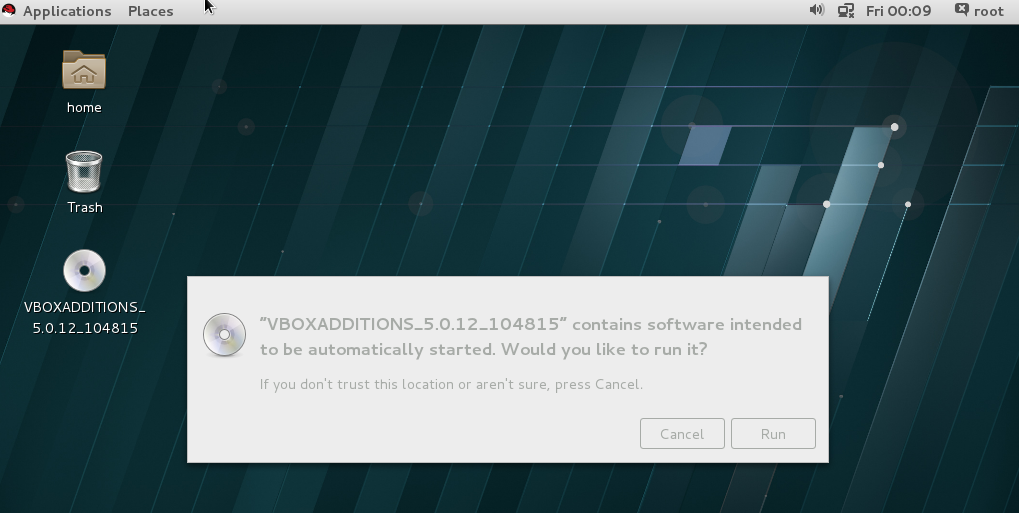 Applications Places Fri 00:09 root
home
Trash
VBOXADDITIONS_
5.0.12_104815
"VBOXADDITIONS_5.0.12_104815" contains software intended
to be automatically started. Would you like to run it?
If you don't trust this location or aren't sure, press Cancel.
Cancel Run